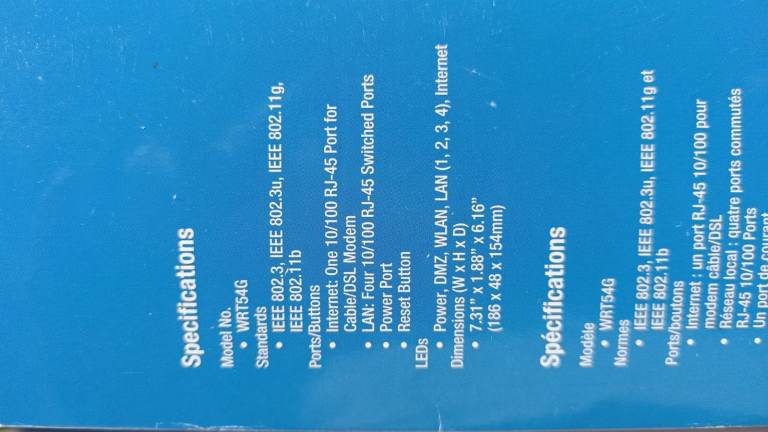 Specifications
Model No.
• WRT54G
Standards
• IEEE 802.3, IEEE 802.3u, IEEE 802.11g,
IEEE 802.11b
Ports/Buttons
• Internet: One 10/100 RJ-45 Port for
Cable/DSL Modem
• LAN: Four 10/100 RJ-45 Switched Ports
• Power Port
• Reset Button
LEDs
• Power, DMZ, WLAN, LAN (1, 2, 3, 4), Internet
Dimensions (W x H x D)
• 7.31" x 1.88" x 6.16"
(186 x 48 x 154mm)
Spécifications
Modèle
• WRT54G
Normes
• IEEE 802.3, IEEE 802.3u, IEEE 802.11g et
IEEE 802.11b
Ports/boutons
• Internet : un port RJ-45 10/100 pour
modem câble/DSL
• Réseau local : quatre ports commutés
RJ-45 10/100 Ports
• Un port de courant